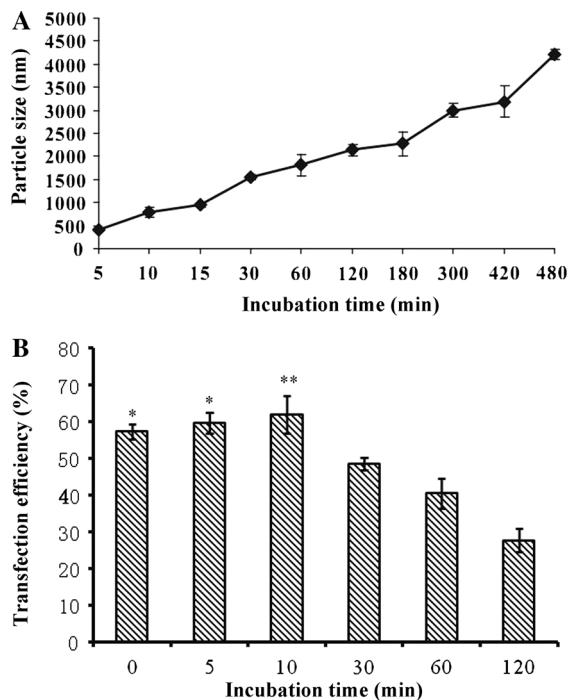 A
Particle size (nm)
5000
4500
4000
3500
3000
2500
2000
1500
1000
500
0
5 10 15 30 60 120 180 300 420 480
Incubation time (min)
B
Transfection efficiency (%)
80
70
60
50
40
30
20
10
0
* * **
0 5 10 30 60 120
Incubation time (min)